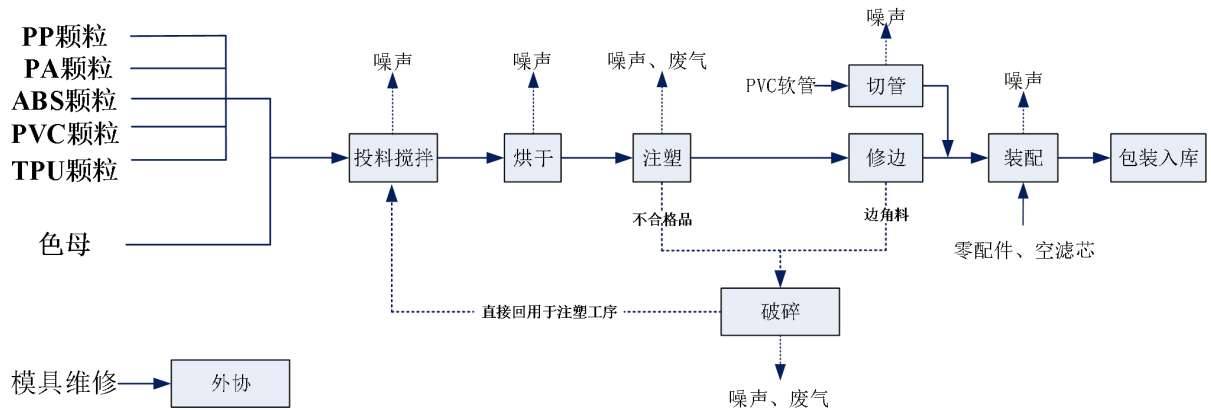 PP颗粒
PA颗粒
ABS颗粒
PVC颗粒
TPU颗粒
色母
噪声
投料搅拌
噪声
烘干
噪声、废气
注塑
噪声
PVC软管
切管
修边
噪声
装配
包装入库
零配件、空滤芯
不合格品
边角料
破碎
直接回用于注塑工序
噪声、废气
模具维修
外协